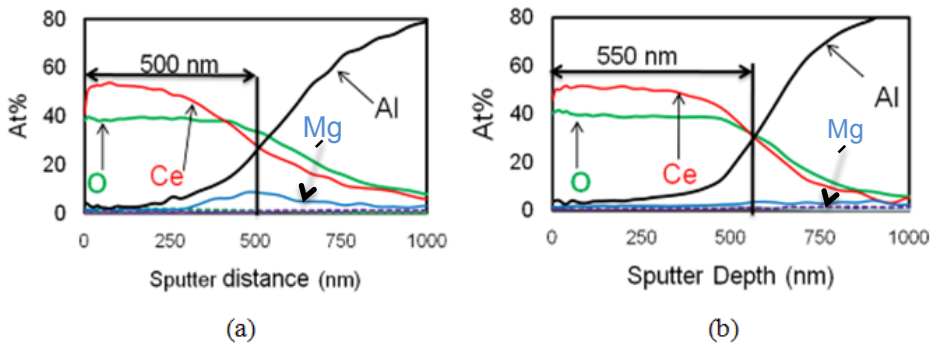 80
60
40
20
0
At%
500 nm
Al
Mg
Ce
O
0
250
500
750
1000
Sputter distance (nm)
(a)
80
60
40
20
0
At%
550 nm
Al
Mg
Ce
O
0
250
500
750
1000
Sputter Depth (nm)
(b)